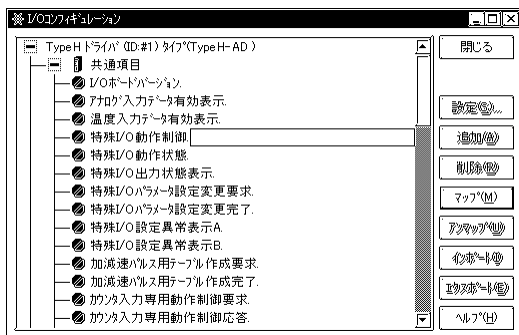 I/Oｺﾝﾌｨｷﾞｭﾚｰｼｮﾝ
TypeH ﾄﾞﾗｲﾊﾞ (ID:#1) ﾀｲﾌﾟ(TypeH-AD )
共通項目
I/Oﾎﾞｰﾄﾞﾊﾞｰｼﾞｮﾝ.
ｱﾅﾛｸﾞ入力ﾃﾞｰﾀ有効表示.
温度入力ﾃﾞｰﾀ有効表示.
特殊I/O動作制御.
特殊I/O動作状態.
特殊I/O出力状態表示.
特殊I/Oﾊﾟﾗﾒｰﾀ設定変更要求.
特殊I/Oﾊﾟﾗﾒｰﾀ設定変更完了.
特殊I/O設定異常表示A.
特殊I/O設定異常表示B.
加減速ﾊﾟﾙｽ用ﾃｰﾌﾞﾙ作成要求.
加減速ﾊﾟﾙｽ用ﾃｰﾌﾞﾙ作成完了.
ｶｳﾝﾀ入力専用動作制御要求.
ｶｳﾝﾀ入力専用動作制御応答.
閉じる
設定(S)...
追加(A)
削除(R)
ﾏｯﾌﾟ(M)
ｱﾝﾏｯﾌﾟ(U)
ｲﾝﾎﾟｰﾄ(I)
ｴｸｽﾎﾟｰﾄ(E)
ﾍﾙﾌﾟ(H)